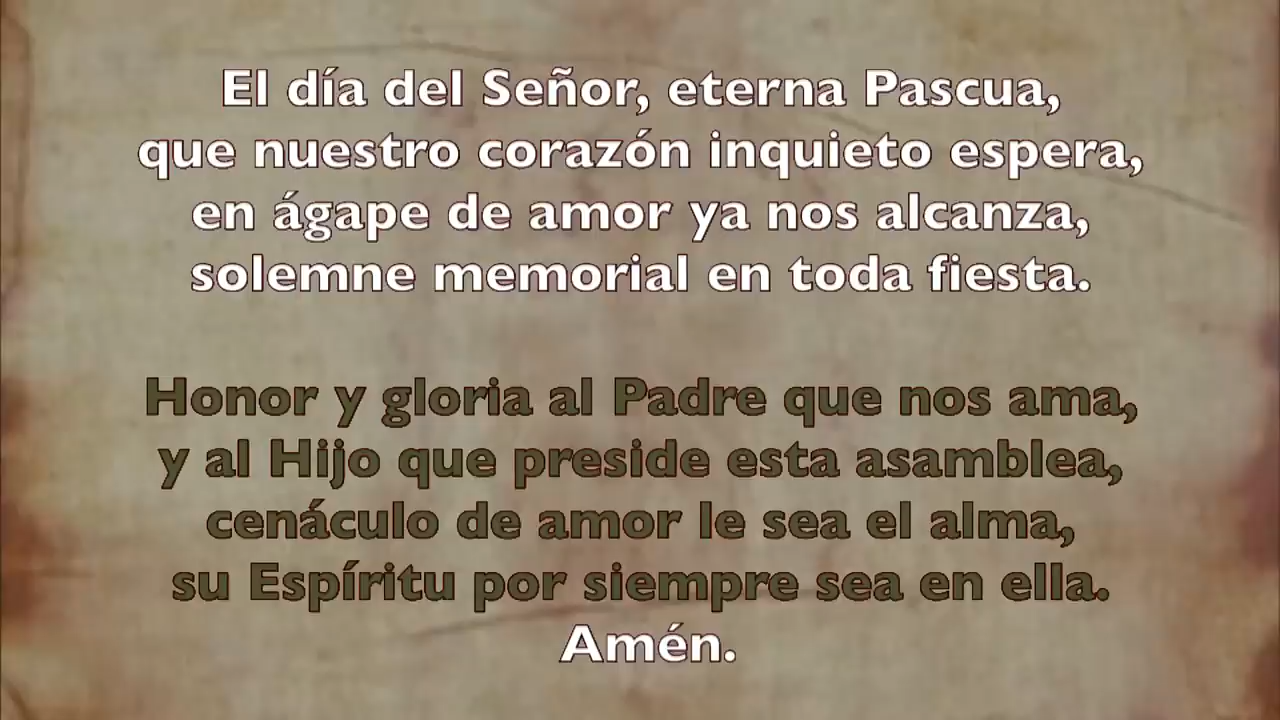 El día del Señor, eterna Pascua,
que nuestro corazón inquieto espera,
en ágape de amor ya nos alcanza,
solemne memorial en toda fiesta.
Honor y gloria al Padre que nos ama,
y al Hijo que preside esta asamblea,
cenáculo de amor le sea el alma,
su Espíritu por siempre sea en ella.
Amén.